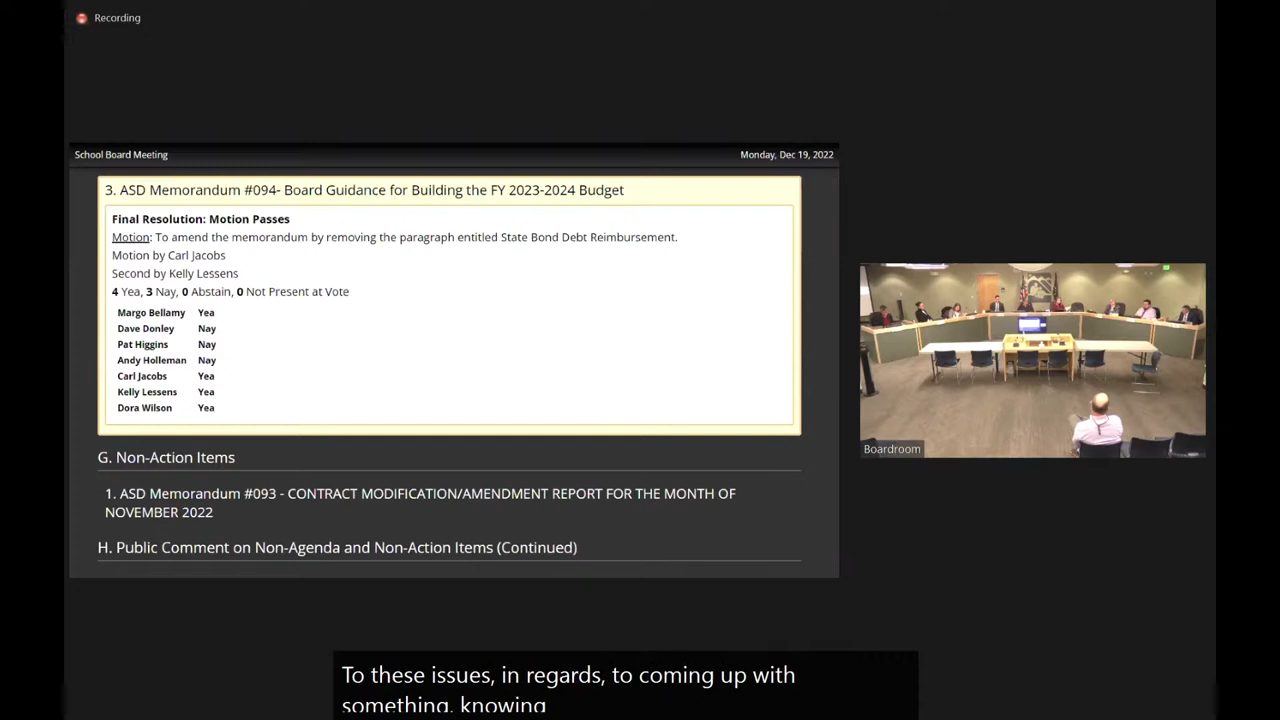 Recording
School Board Meeting
Monday, Dec 19, 2022
3. ASD Memorandum #094- Board Guidance for Building the FY 2023-2024 Budget
Final Resolution: Motion Passes
Motion: To amend the memorandum by removing the paragraph entitled State Bond Debt Reimbursement.
Motion by Carl Jacobs
Second by Kelly Lessens
4 Yea, 3 Nay, 0 Abstain, 0 Not Present at Vote
Margo Bellamy Yea
Dave Donley Nay
Pat Higgins Nay
Andy Holleman Nay
Carl Jacobs Yea
Kelly Lessens Yea
Dora Wilson Yea
G. Non-Action Items
1. ASD Memorandum #093 - CONTRACT MODIFICATION/AMENDMENT REPORT FOR THE MONTH OF
NOVEMBER 2022
H. Public Comment on Non-Agenda and Non-Action Items (Continued)
Boardroom
To these issues, in regards, to coming up with
something, knowing